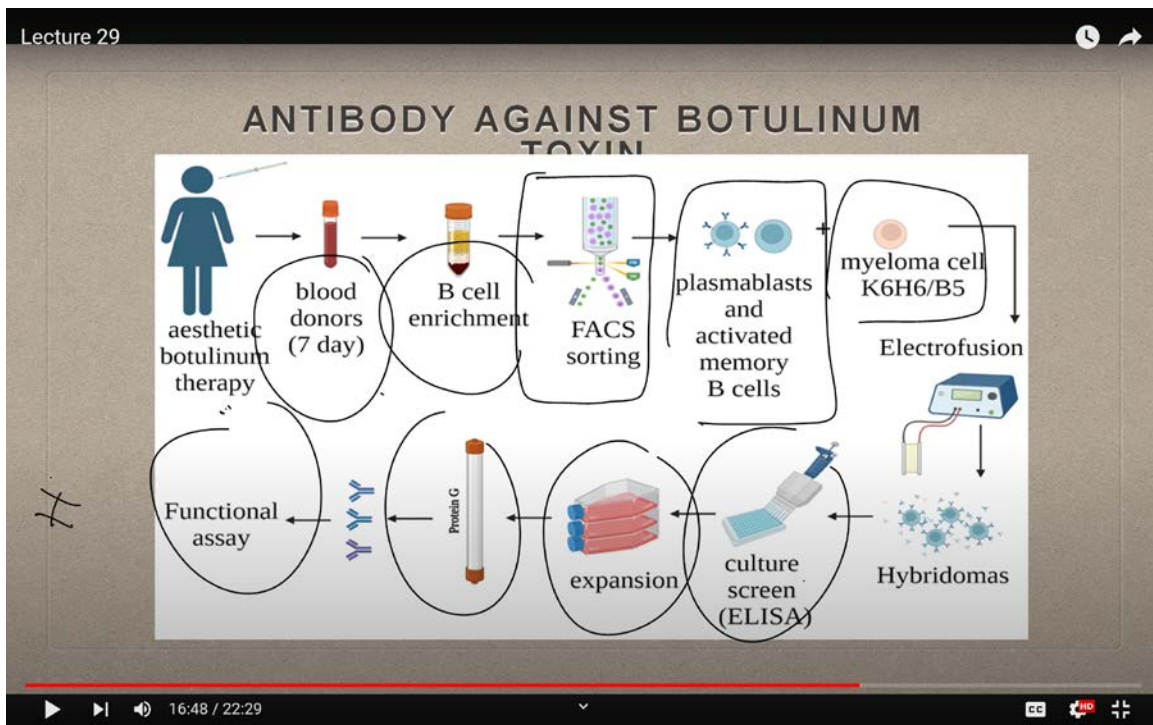 Lecture 29
ANTIBODY AGAINST BOTULINUM
TOXIN
aesthetic
botulinum
therapy
blood
donors
(7 day)
B cell
enrichment
FACS
sorting
plasmablasts
and
activated
memory
B cells
+
myeloma cell
K6H6/B5
Electrofusion
Hybridomas
culture
screen
(ELISA)
expansion
Protein G
Functional
assay
16:48 / 22:29
CC
HD